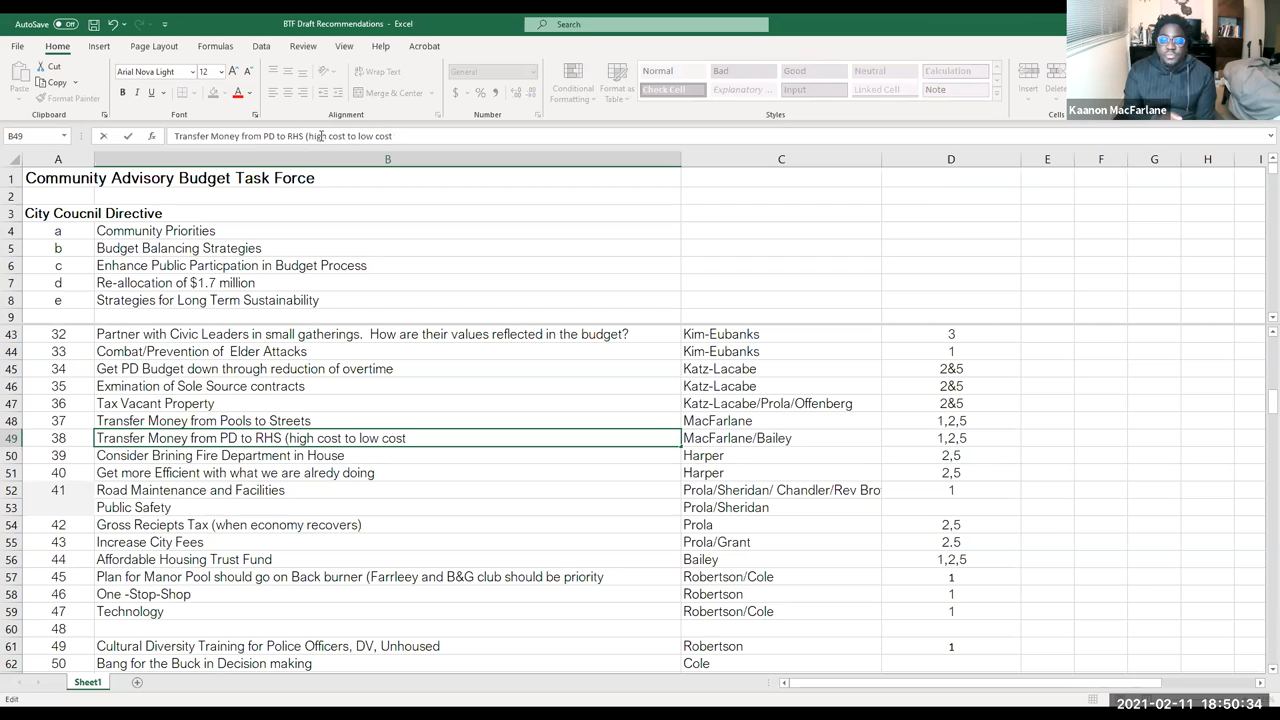 AutoSave Off BTF Draft Recommendations - Excel Search
File Home Insert Page Layout Formulas Data Review View Help Acrobat
Cut
Copy
Format Painter
Paste
Clipboard
Arial Nova Light 12
B I U
Font
Wrap Text
Merge & Center
Alignment
General
$ % ,
Number
Conditional Formatting
Format as Table
Normal Bad Good Neutral Calculation
Check Cell Explanatory ... Input Linked Cell Note
Styles
Insert Delete
Cells
Kaanon MacFarlane
B49 fx Transfer Money from PD to RHS (high cost to low cost
A B C D E F G H I
1 Community Advisory Budget Task Force
2
3 City Coucnil Directive
4 a Community Priorities
5 b Budget Balancing Strategies
6 c Enhance Public Particpation in Budget Process
7 d Re-allocation of $1.7 million
8 e Strategies for Long Term Sustainability
9
43 32 Partner with Civic Leaders in small gatherings. How are their values reflected in the budget? Kim-Eubanks 3
44 33 Combat/Prevention of Elder Attacks Kim-Eubanks 1
45 34 Get PD Budget down through reduction of overtime Katz-Lacabe 2&5
46 35 Exmination of Sole Source contracts Katz-Lacabe 2&5
47 36 Tax Vacant Property Katz-Lacabe/Prola/Offenberg 2&5
48 37 Transfer Money from Pools to Streets MacFarlane 1,2,5
49 38 Transfer Money from PD to RHS (high cost to low cost MacFarlane/Bailey 1,2,5
50 39 Consider Brining Fire Department in House Harper 2,5
51 40 Get more Efficient with what we are alredy doing Harper 2,5
52 41 Road Maintenance and Facilities Prola/Sheridan/ Chandler/Rev Bro 1
53 Public Safety Prola/Sheridan
54 42 Gross Reciepts Tax (when economy recovers) Prola 2,5
55 43 Increase City Fees Prola/Grant 2.5
56 44 Affordable Housing Trust Fund Bailey 1,2,5
57 45 Plan for Manor Pool should go on Back burner (Farrleey and B&G club should be priority Robertson/Cole 1
58 46 One -Stop-Shop Robertson 1
59 47 Technology Robertson/Cole 1
60 48
61 49 Cultural Diversity Training for Police Officers, DV, Unhoused Robertson 1
62 50 Bang for the Buck in Decision making Cole
Sheet1
Edit
2021-02-11 18:50:34